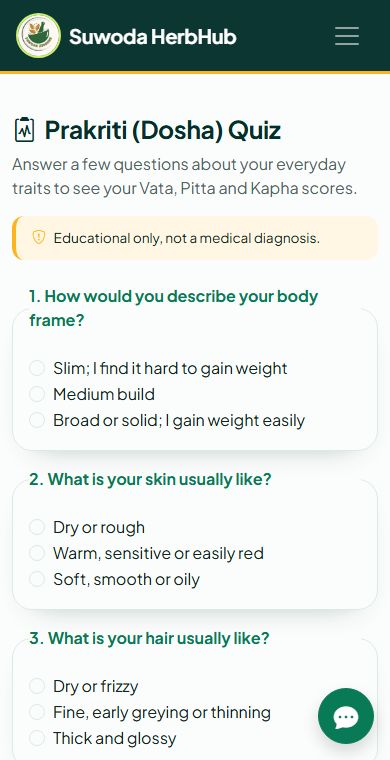 Suwoda HerbHub
Prakriti (Dosha) Quiz
Answer a few questions about your everyday
traits to see your Vata, Pitta and Kapha scores.
Educational only, not a medical diagnosis.
1. How would you describe your body
frame?
Slim; I find it hard to gain weight
Medium build
Broad or solid; I gain weight easily
2. What is your skin usually like?
Dry or rough
Warm, sensitive or easily red
Soft, smooth or oily
3. What is your hair usually like?
Dry or frizzy
Fine, early greying or thinning
Thick and glossy